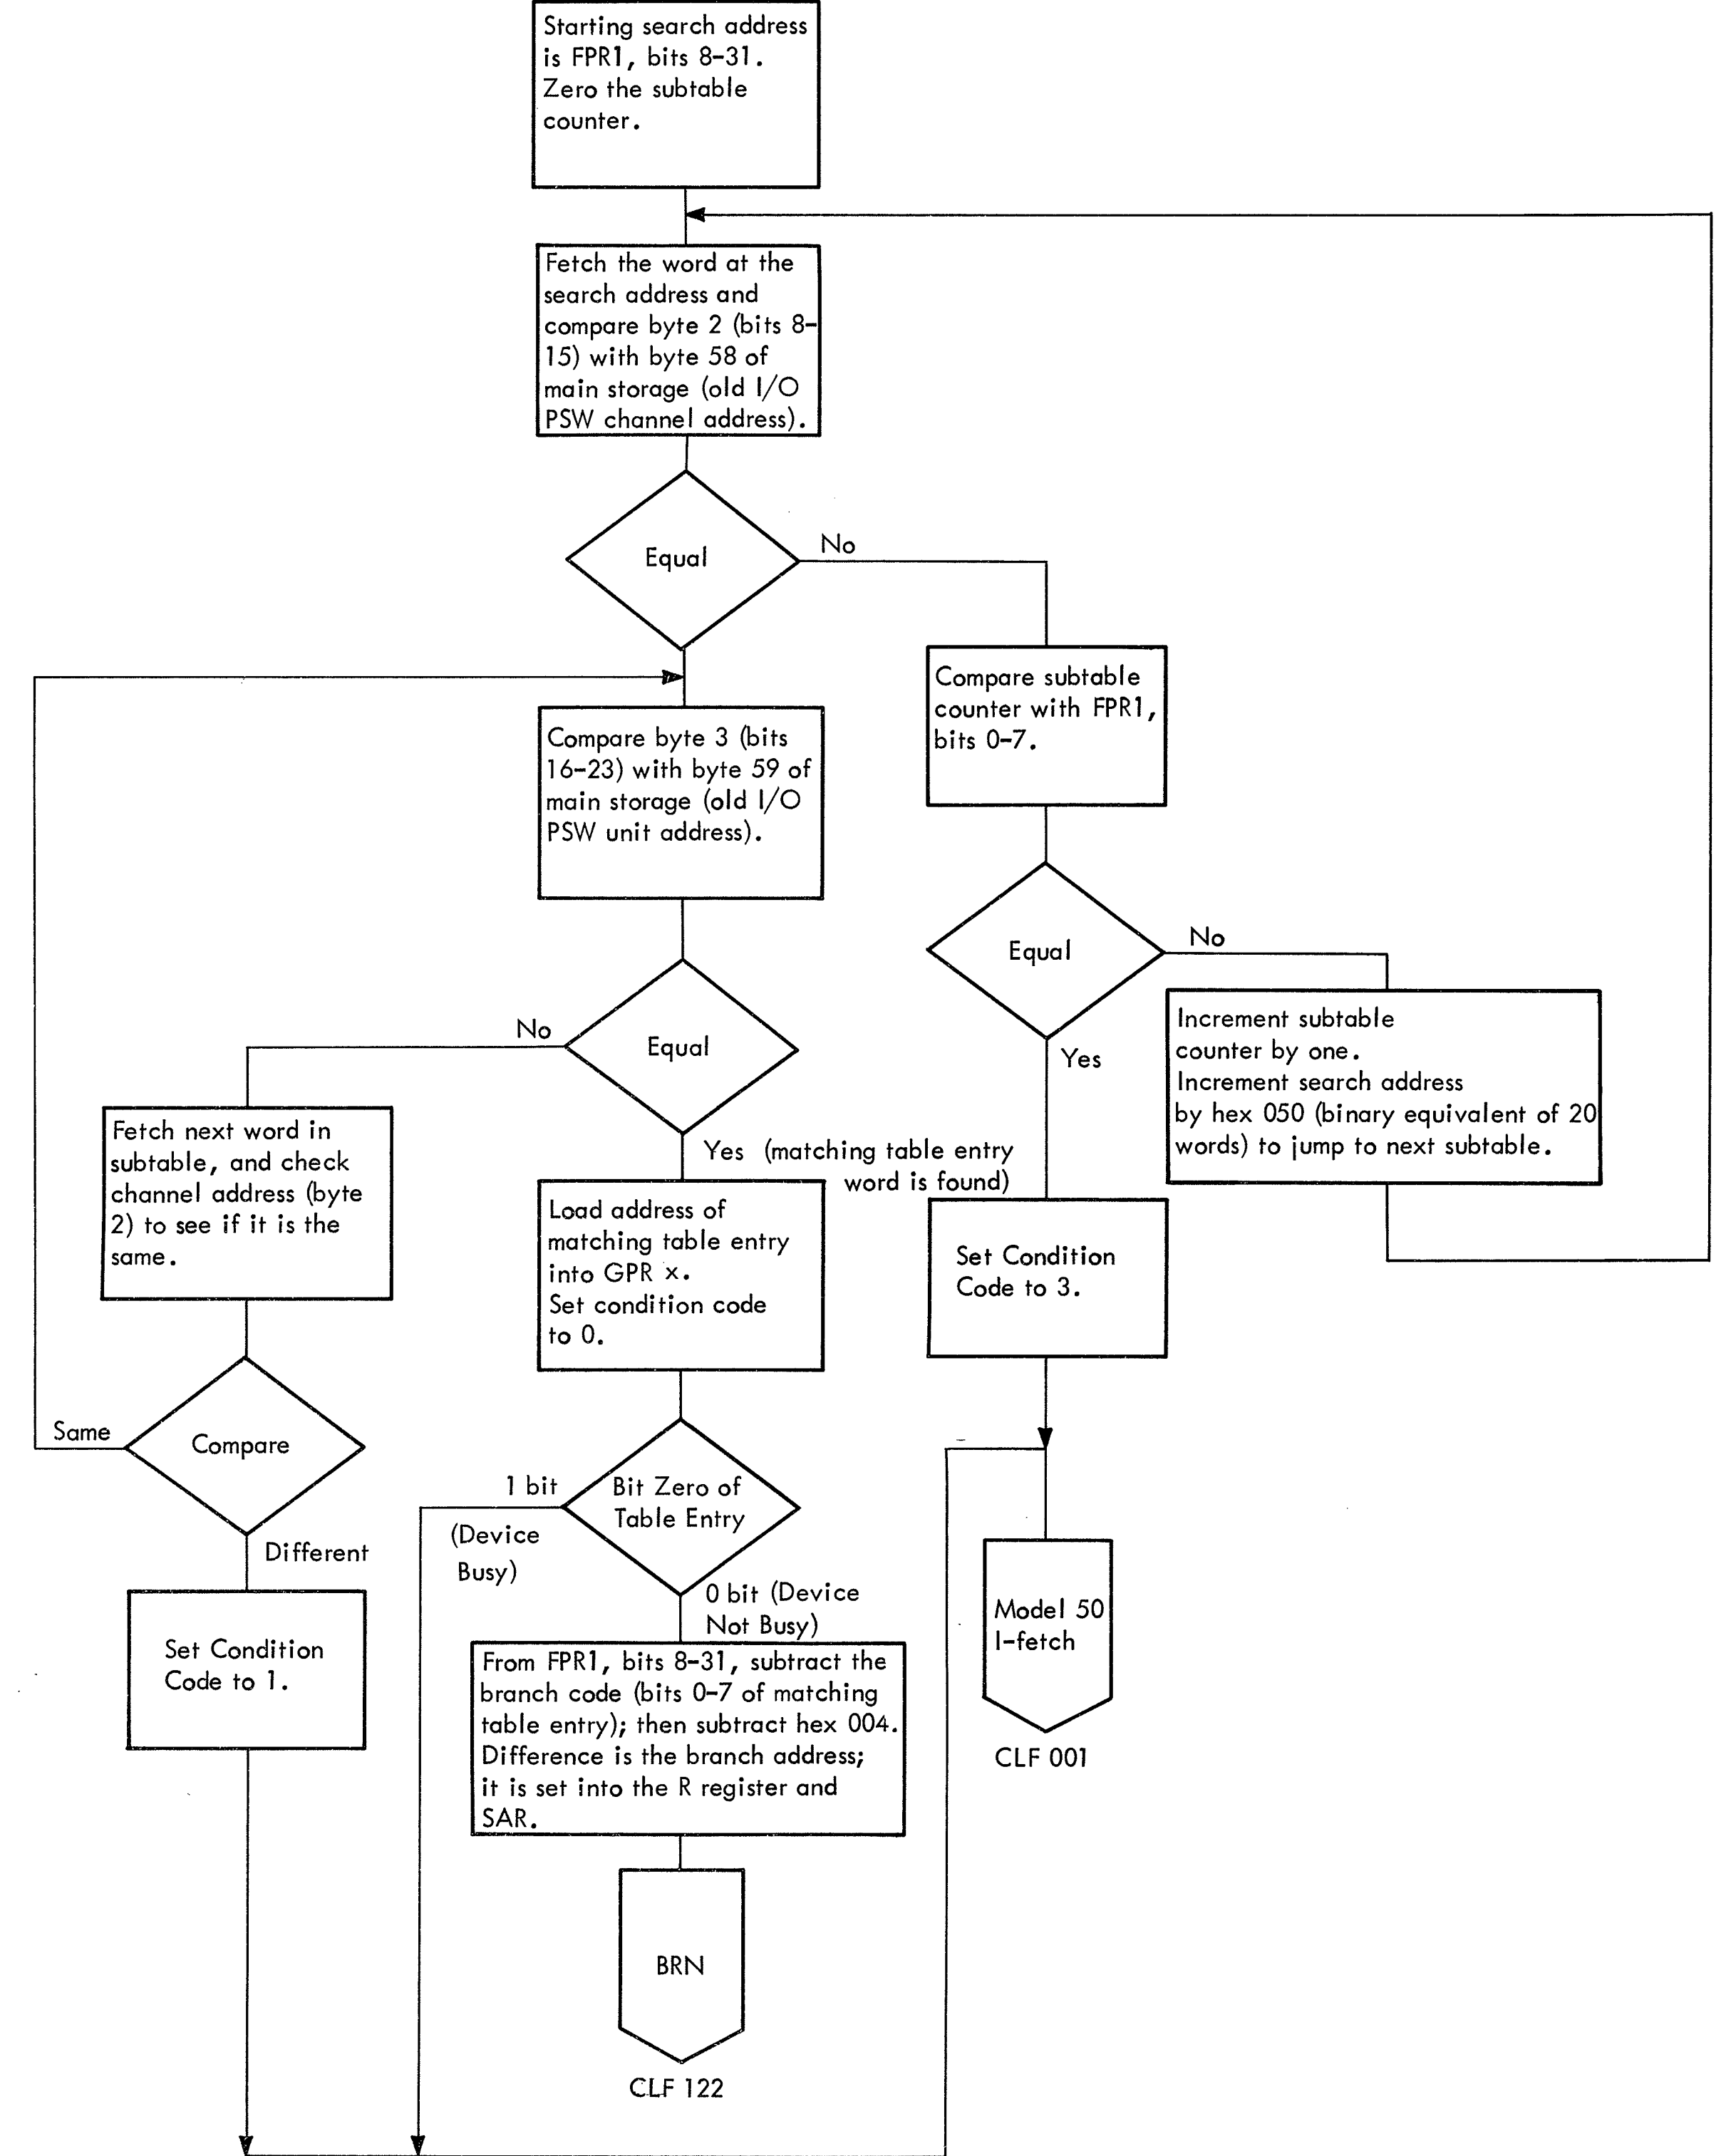 Starting search address
is FPR1, bits 8-31.
Zero the subtable
counter.
Fetch the word at the
search address and
compare byte 2 (bits 8-
15) with byte 58 of
main storage (old I/O
PSW channel address).
Equal
No
Compare subtable
counter with FPR1,
bits 0-7.
Compare byte 3 (bits
16-23) with byte 59 of
main storage (old I/O
PSW unit address).
Equal
No
Yes
Increment subtable
counter by one.
Increment search address
by hex 050 (binary equivalent of 20
words) to jump to next subtable.
No
Equal
Yes (matching table entry
word is found)
Fetch next word in
subtable, and check
channel address (byte
2) to see if it is the
same.
Load address of
matching table entry
into GPR x.
Set condition code
to 0.
Set Condition
Code to 3.
Same
Compare
Different
1 bit
(Device
Busy)
Bit Zero of
Table Entry
0 bit (Device
Not Busy)
Set Condition
Code to 1.
From FPR1, bits 8-31, subtract the
branch code (bits 0-7 of matching
table entry); then subtract hex 004.
Difference is the branch address;
it is set into the R register and
SAR.
Model 50
I-fetch
CLF 001
BRN
CLF 122